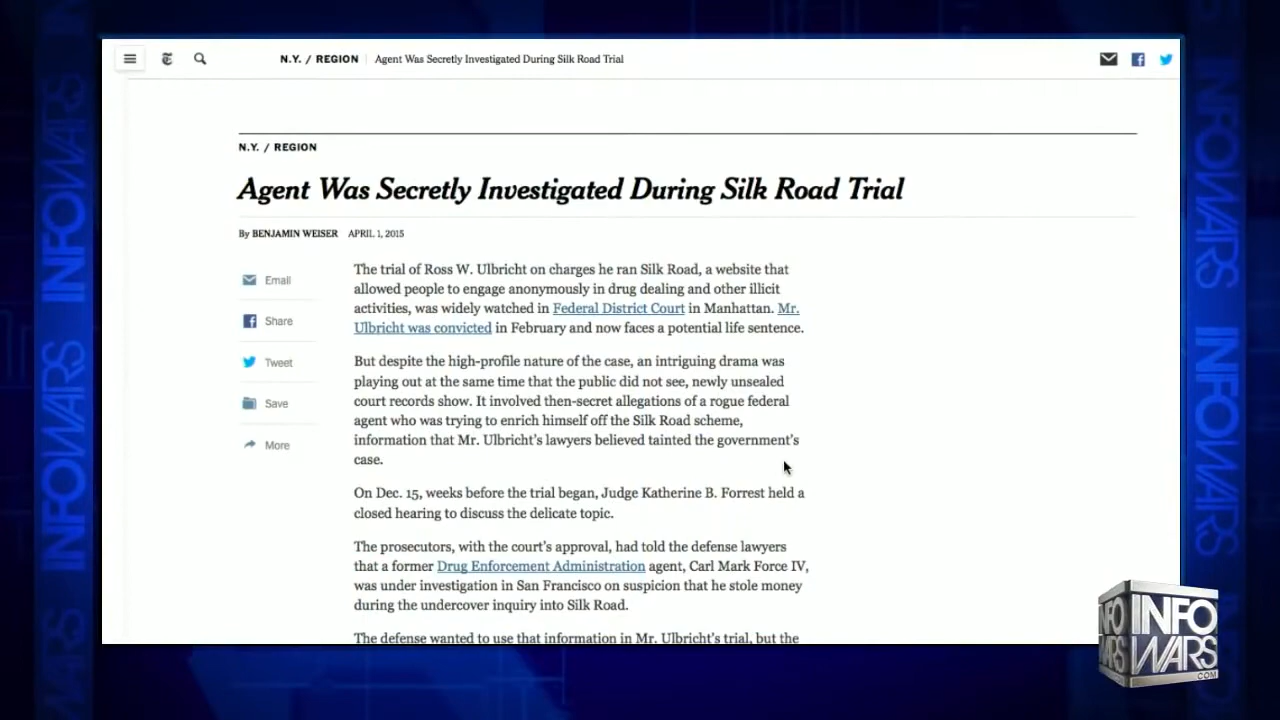 N.Y. / REGION | Agent Was Secretly Investigated During Silk Road Trial
N.Y. / REGION
Agent Was Secretly Investigated During Silk Road Trial
By BENJAMIN WEISER APRIL 1, 2015
Email
Share
Tweet
Save
More
The trial of Ross W. Ulbricht on charges he ran Silk Road, a website that
allowed people to engage anonymously in drug dealing and other illicit
activities, was widely watched in Federal District Court in Manhattan. Mr.
Ulbricht was convicted in February and now faces a potential life sentence.
But despite the high-profile nature of the case, an intriguing drama was
playing out at the same time that the public did not see, newly unsealed
court records show. It involved then-secret allegations of a rogue federal
agent who was trying to enrich himself off the Silk Road scheme,
information that Mr. Ulbricht's lawyers believed tainted the government's
case.
On Dec. 15, weeks before the trial began, Judge Katherine B. Forrest held a
closed hearing to discuss the delicate topic.
The prosecutors, with the court's approval, had told the defense lawyers
that a former Drug Enforcement Administration agent, Carl Mark Force IV,
was under investigation in San Francisco on suspicion that he stole money
during the undercover inquiry into Silk Road.
The defense wanted to use that information in Mr. Ulbricht's trial, but the
INFOWARS
INFOWARS
INFOWARS
INFOWARS
INFO
WARS
.COM
INFO
WARS